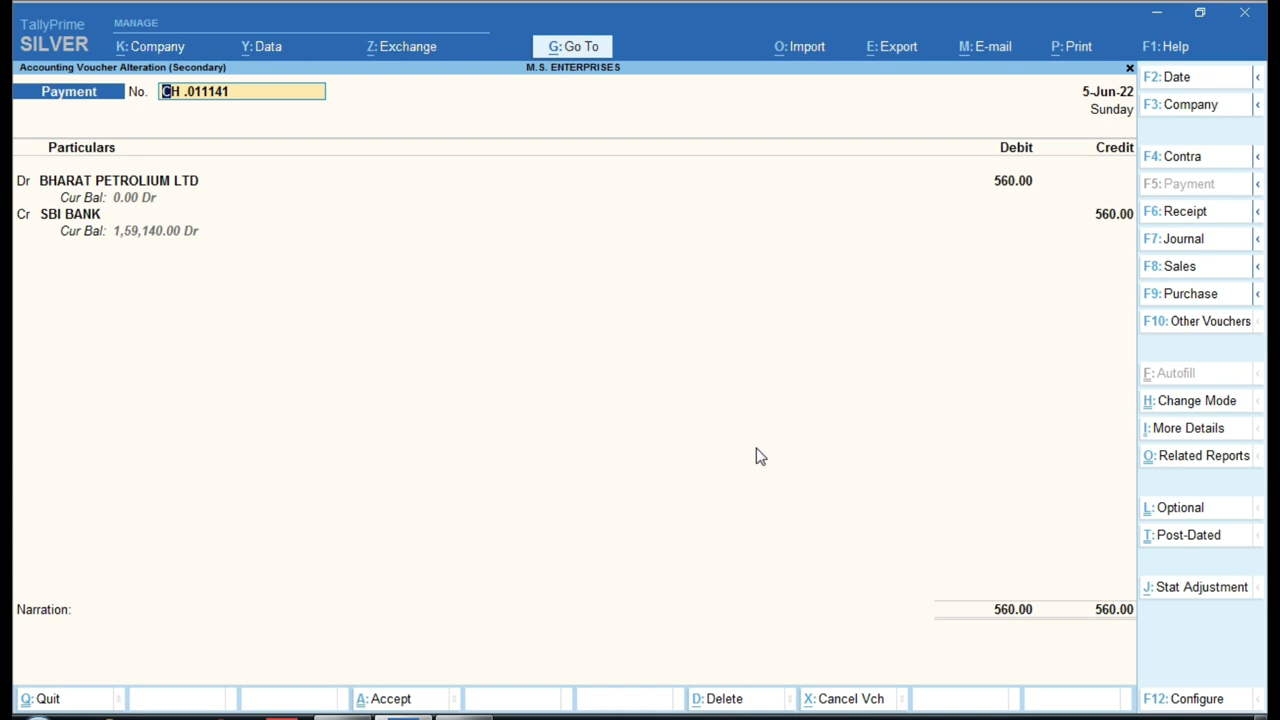 TallyPrime MANAGE
SILVER K: Company Y: Data Z: Exchange G: Go To O: Import E: Export M: E-mail P: Print F1: Help
Accounting Voucher Alteration (Secondary) M.S. ENTERPRISES
Payment No. CH .011141 5-Jun-22
Sunday
Particulars Debit Credit
Dr BHARAT PETROLIUM LTD 560.00
Cur Bal: 0.00 Dr
Cr SBI BANK 560.00
Cur Bal: 1,59,140.00 Dr
Narration: 560.00 560.00
F2: Date
F3: Company
F4: Contra
F5: Payment
F6: Receipt
F7: Journal
F8: Sales
F9: Purchase
F10: Other Vouchers
F: Autofill
H: Change Mode
I: More Details
O: Related Reports
L: Optional
T: Post-Dated
J: Stat Adjustment
Q: Quit A: Accept D: Delete X: Cancel Vch F12: Configure